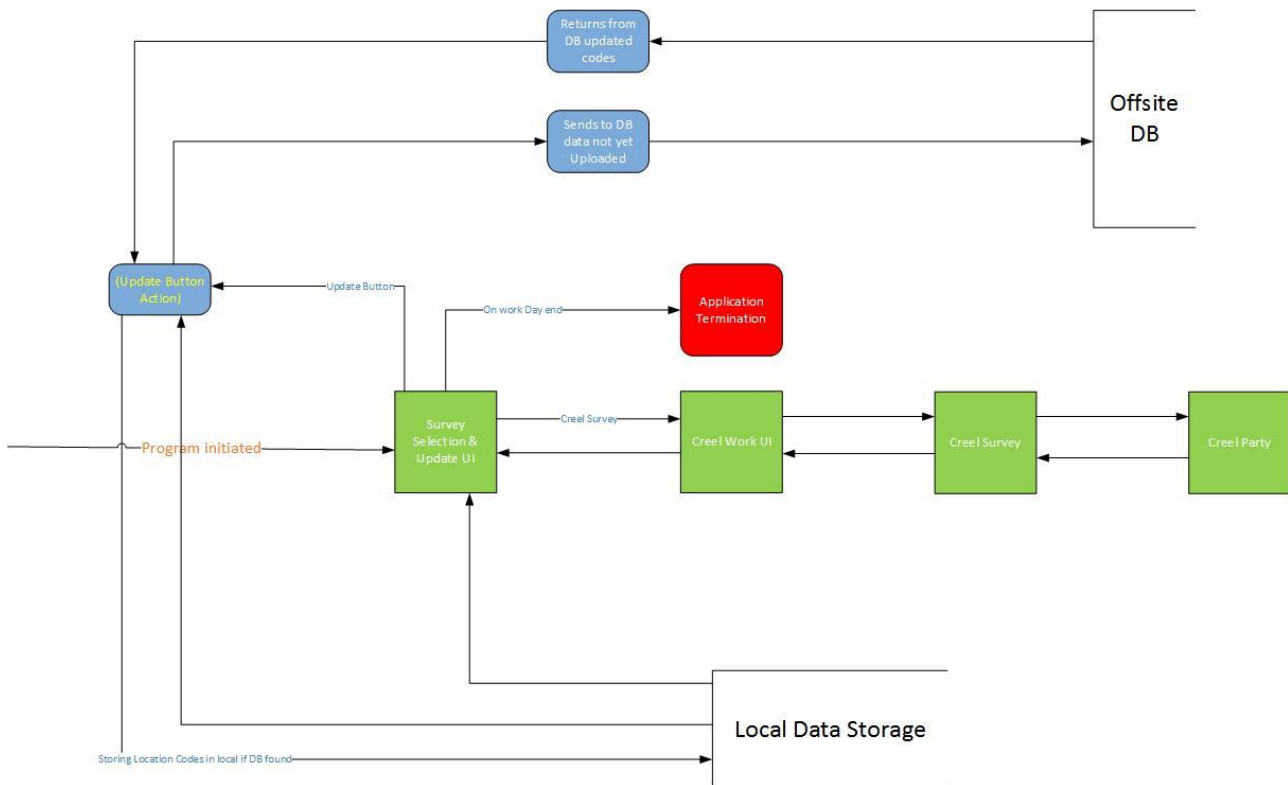 Returns from
DB updated
codes
Offsite
DB
Sends to DB
data not yet
Uploaded
(Update Button
Action)
Update Button
On work Day end
Application
Termination
Program initiated
Survey
Selection &
Update UI
Creel Survey
Creel Work UI
Creel Survey
Creel Party
Local Data Storage
Storing Location Codes in local if DB found